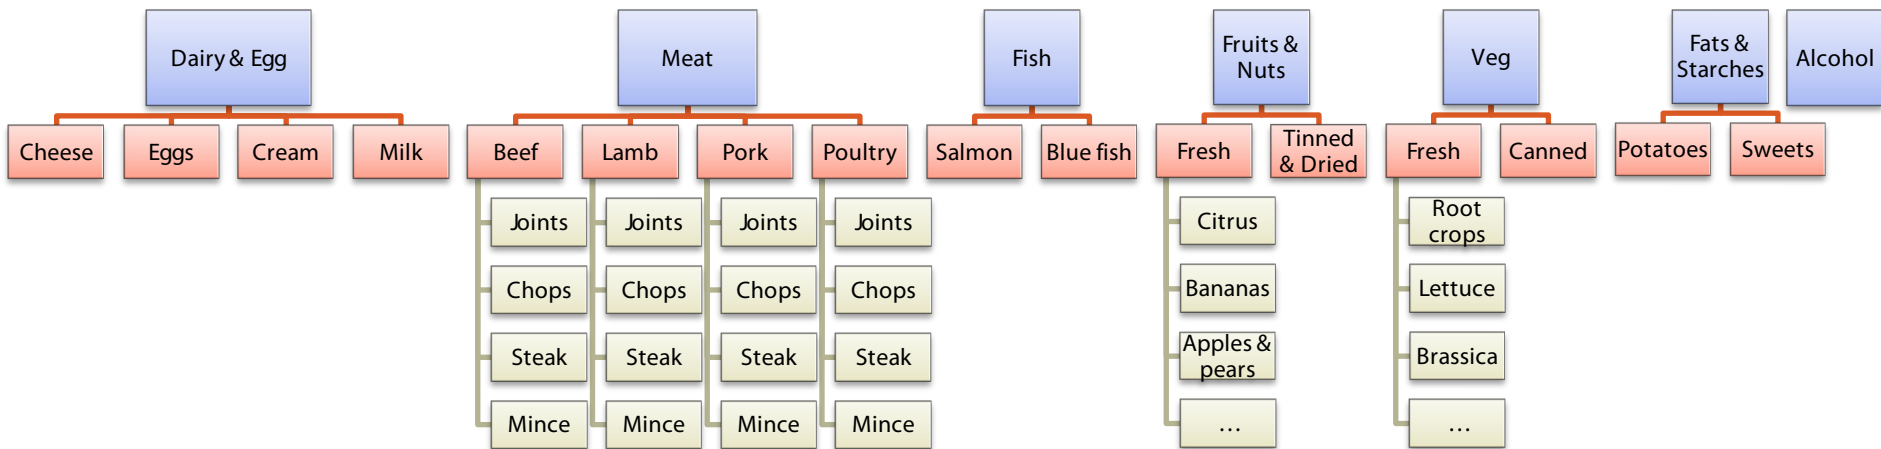 Dairy & Egg
Meat
Fish
Fruits &
Nuts
Veg
Fats &
Starches
Alcohol
Cheese
Eggs
Cream
Milk
Beef
Lamb
Pork
Poultry
Salmon
Blue fish
Fresh
Tinned
& Dried
Fresh
Canned
Potatoes
Sweets
Joints
Joints
Joints
Joints
Citrus
Root
crops
Chops
Chops
Chops
Chops
Bananas
Lettuce
Steak
Steak
Steak
Steak
Apples &
pears
Brassica
Mince
Mince
Mince
Mince
...
...